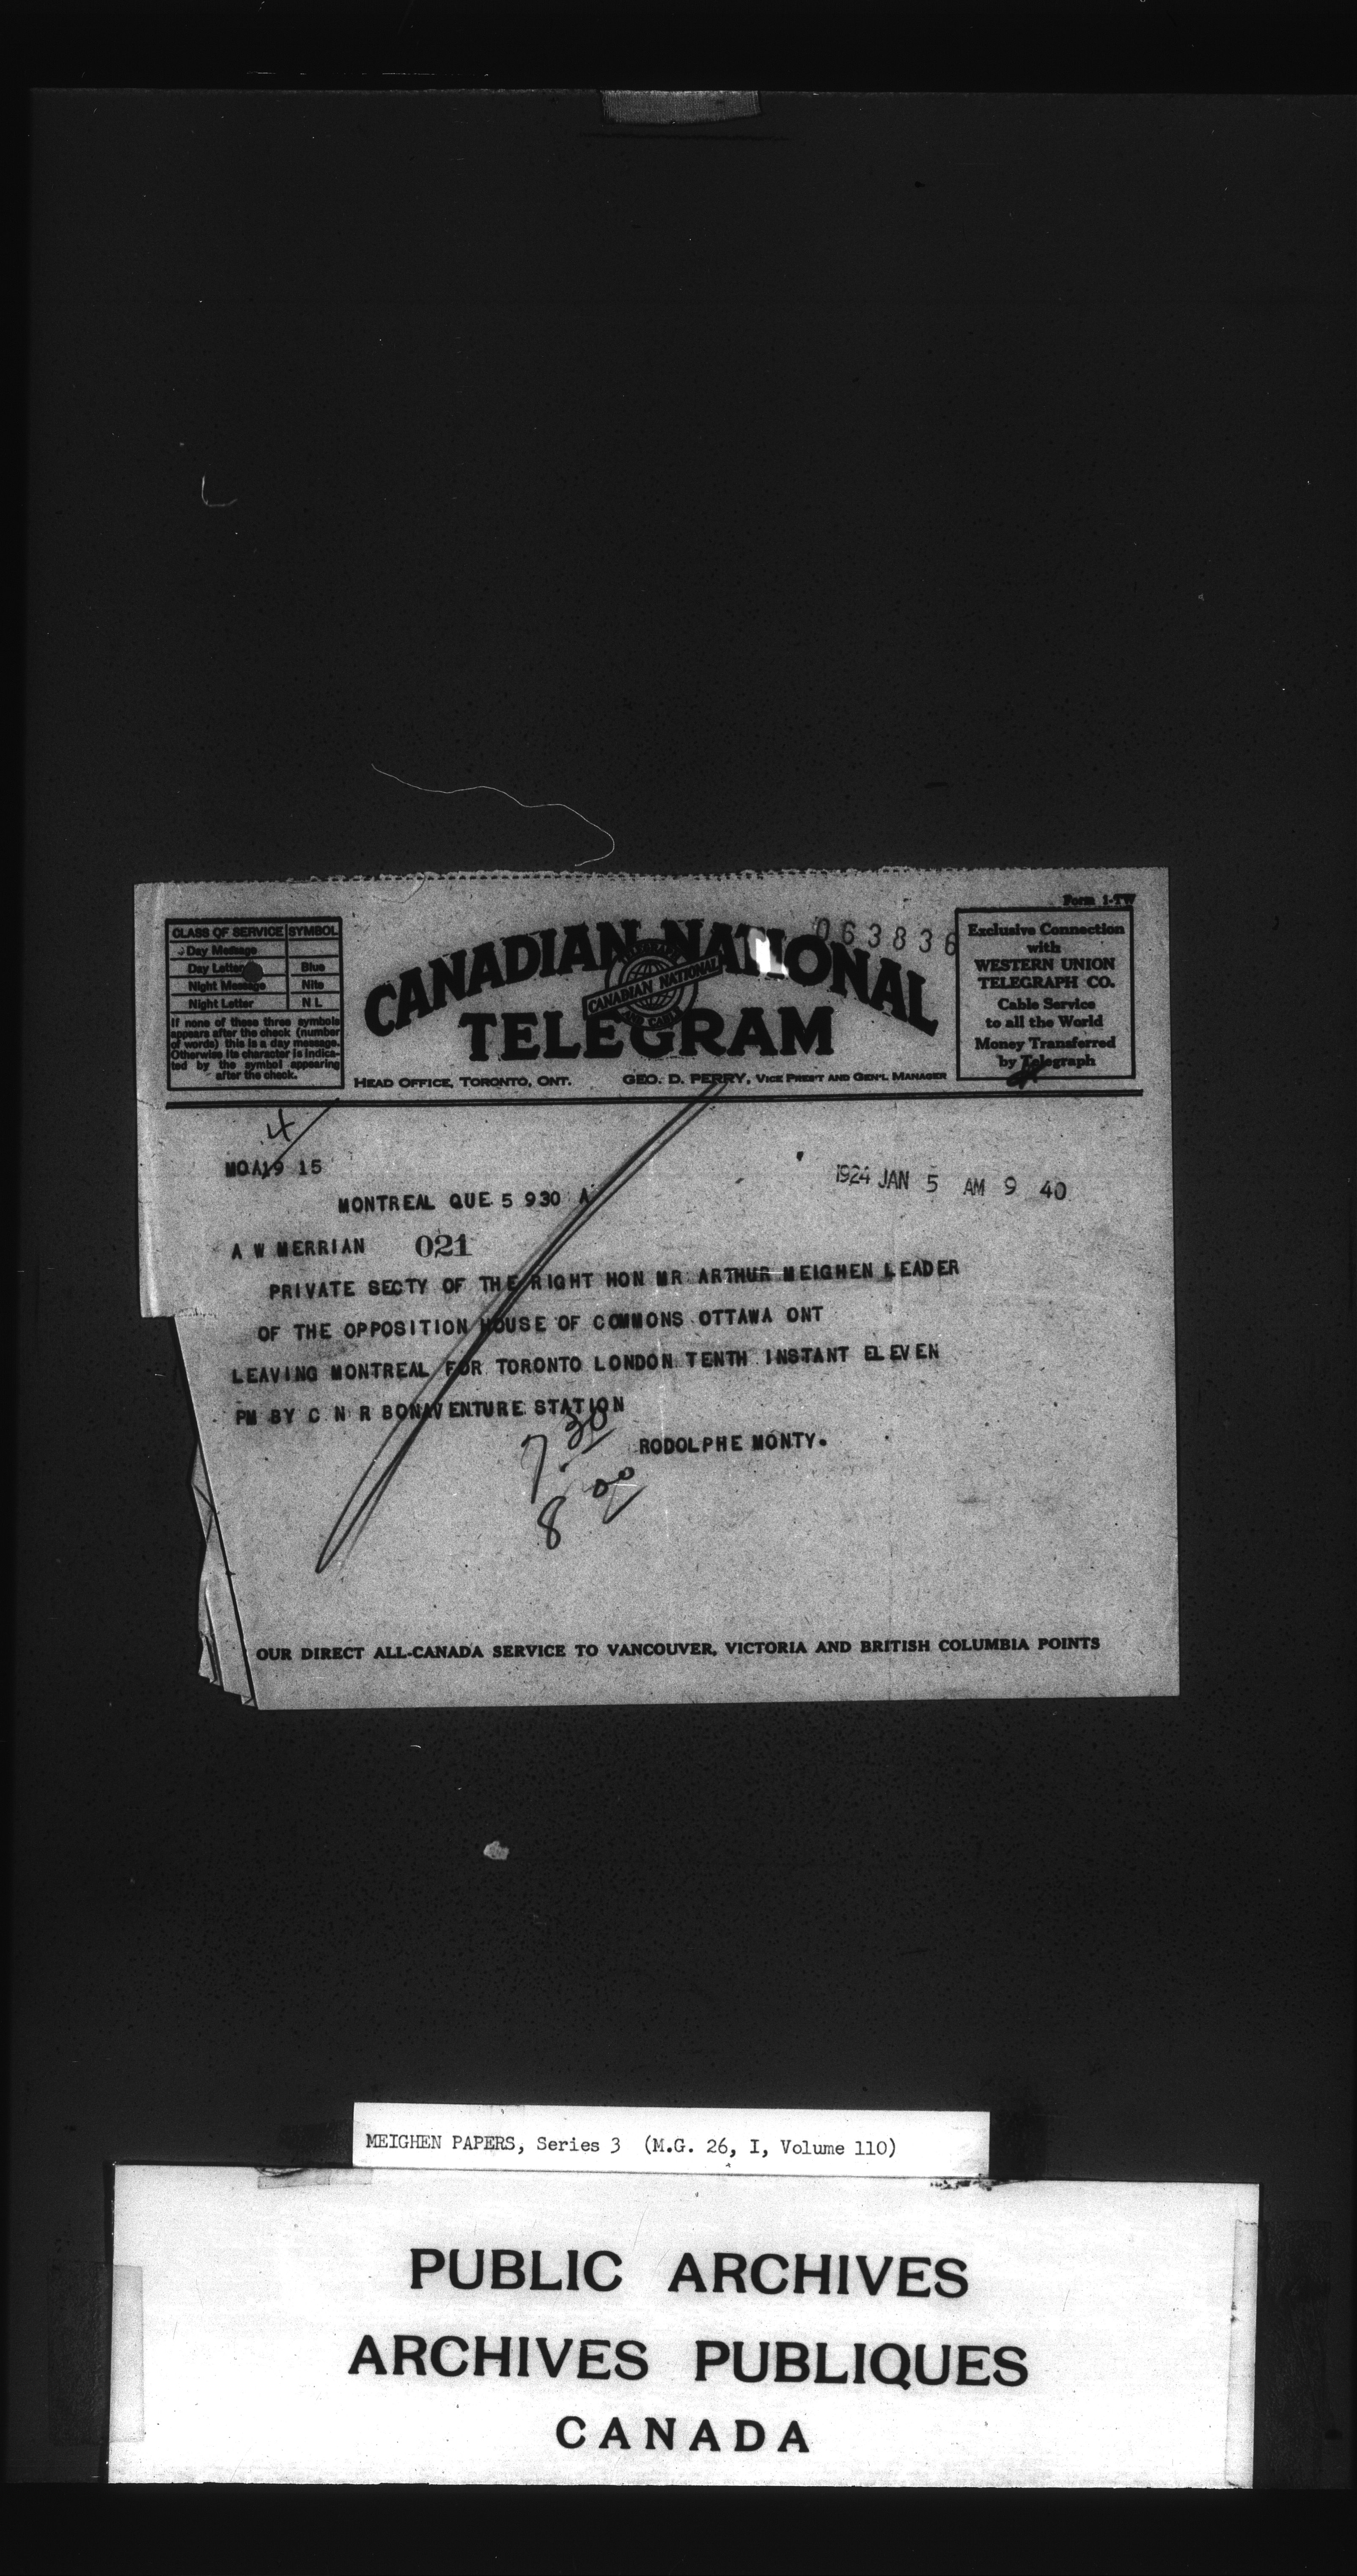 Form 1-TW
063836
CLASS OF SERVICE SYMBOL
Day Message
Day Letter Blue
Night Message Nite
Night Letter N L
If none of these three symbols
appears after the check (number
of words) this is a day message.
Otherwise its character is indica-
ted by the symbol appearing
after the check.
CANADIAN NATIONAL
CANADIAN NATIONAL
TELEGRAM
HEAD OFFICE, TORONTO, ONT. GEO. D. PERRY, VICE PRES'T AND GEN'L MANAGER
Exclusive Connection
with
WESTERN UNION
TELEGRAPH CO.
Cable Service
to all the World
Money Transferred
by Telegraph
4
MOA19 15
1924 JAN 5 AM 9 40
MONTREAL QUE 5 930 A
A W MERRIAN 021
PRIVATE SECTY OF THE RIGHT HON MR ARTHUR MEIGHEN LEADER
OF THE OPPOSITION HOUSE OF COMMONS OTTAWA ONT
LEAVING MONTREAL FOR TORONTO LONDON TENTH INSTANT ELEVEN
PM BY C N R BONAVENTURE STATION
7.30
RODOLPHE MONTY.
8 00
OUR DIRECT ALL-CANADA SERVICE TO VANCOUVER, VICTORIA AND BRITISH COLUMBIA POINTS
MEIGHEN PAPERS, Series 3 (M.G. 26, I, Volume 110)
PUBLIC ARCHIVES
ARCHIVES PUBLIQUES
CANADA